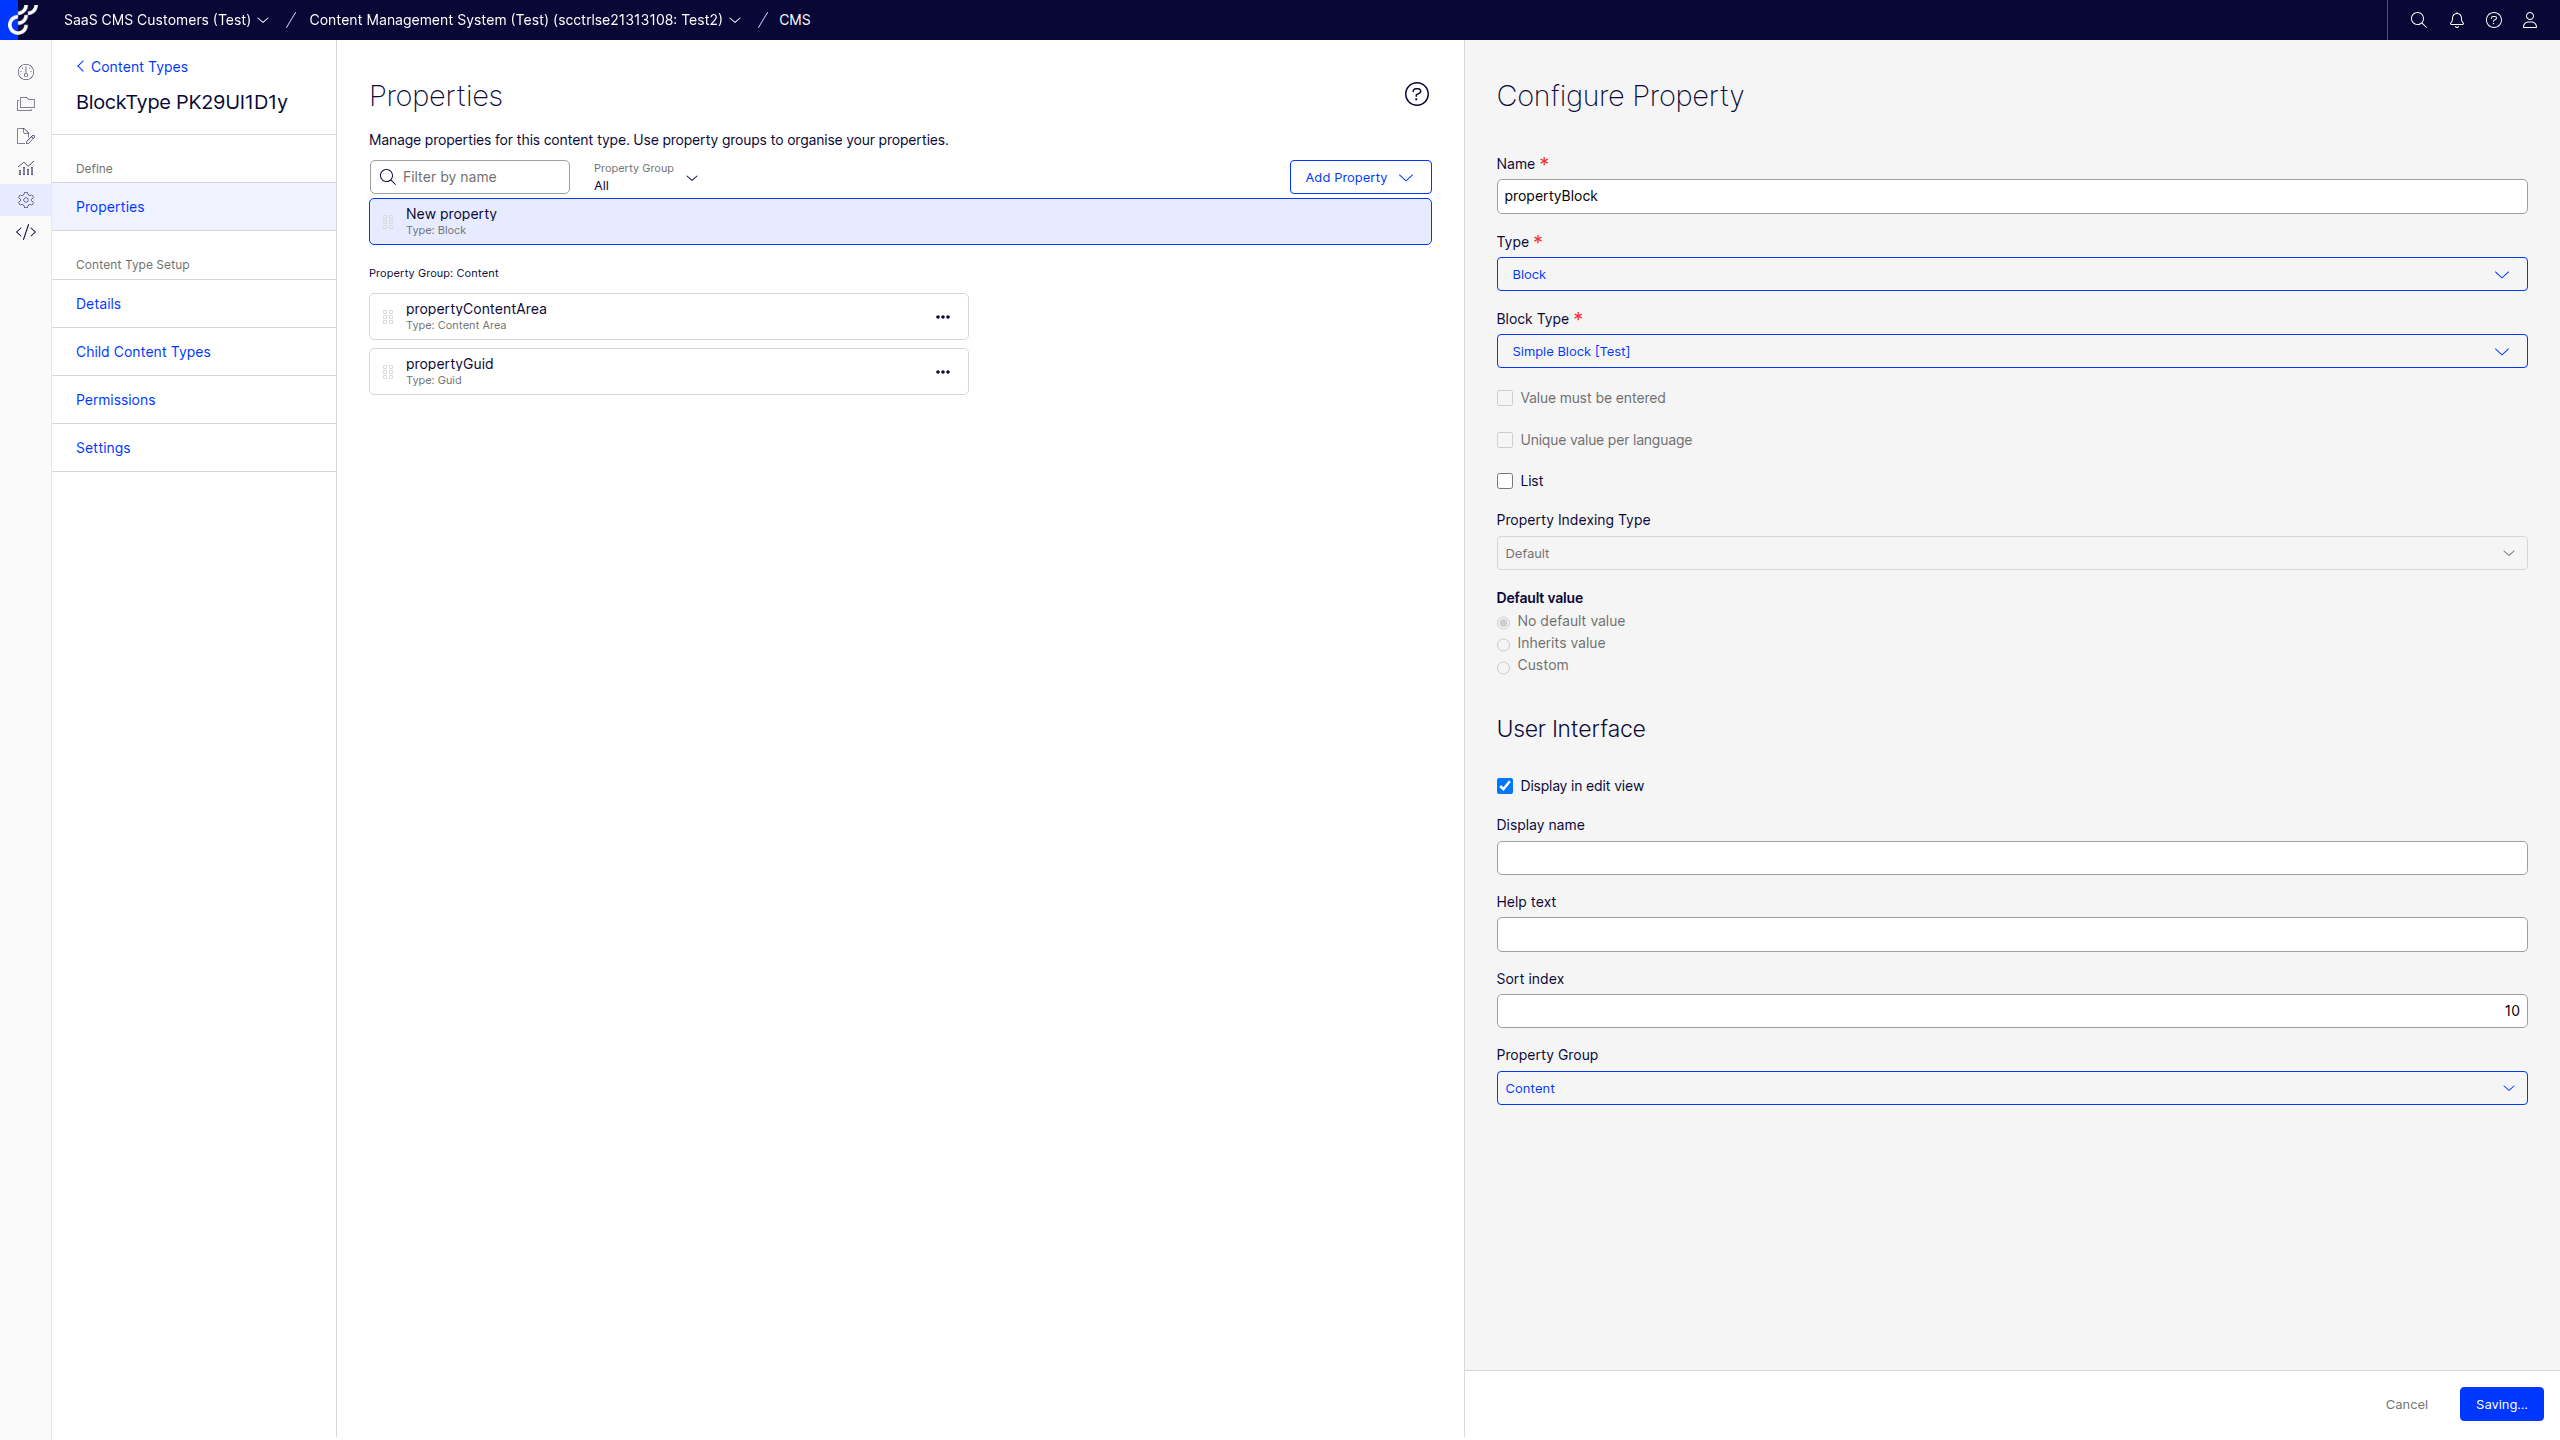 SaaS CMS Customers (Test) / Content Management System (Test) (scctrlse21313108: Test2) / CMS
Content Types
BlockType PK29UI1D1y
Define
Properties
Content Type Setup
Details
Child Content Types
Permissions
Settings
Properties
Manage properties for this content type. Use property groups to organise your properties.
Filter by name
Property Group
All
Add Property
New property
Type: Block
Property Group: Content
propertyContentArea
Type: Content Area
propertyGuid
Type: Guid
Configure Property
Name *
propertyBlock
Type *
Block
Block Type *
Simple Block [Test]
Value must be entered
Unique value per language
List
Property Indexing Type
Default
Default value
No default value
Inherits value
Custom
User Interface
Display in edit view
Display name
Help text
Sort index
10
Property Group
Content
Cancel
Saving...